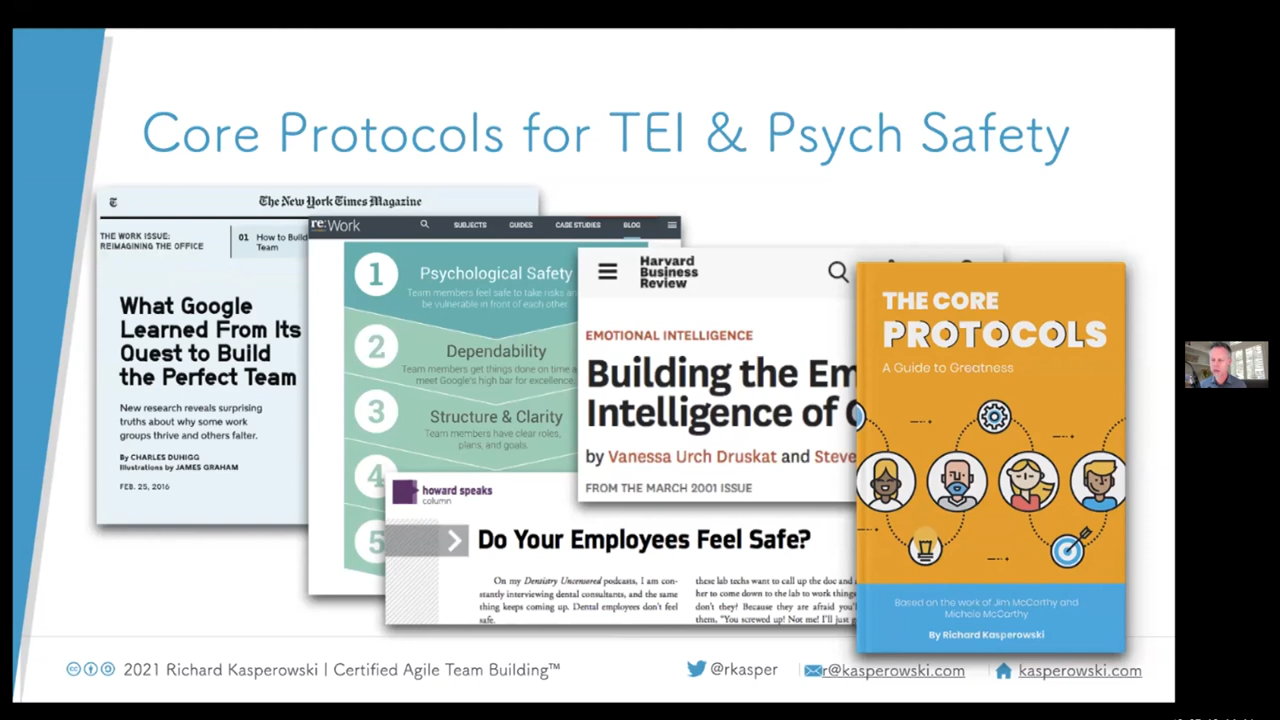 Core Protocols for TEI & Psych Safety
The New York Times Magazine
THE WORK ISSUE:
REIMAGINING THE OFFICE
01 How to Build
Team
What Google
Learned From Its
Quest to Build
the Perfect Team
New research reveals surprising
truths about why some work
groups thrive and others falter.
By CHARLES DUHIGG
Illustrations by JAMES GRAHAM
FEB. 25, 2016
re:Work
SUBJECTS GUIDES CASE STUDIES BLOG
1 Psychological Safety
Team members feel safe to take risks
be vulnerable in front of each other.
2 Dependability
Team members get things done on time
meet Google's high bar for excellence.
3 Structure & Clarity
Team members have clear roles,
plans, and goals.
4
5
Harvard
Business
Review
EMOTIONAL INTELLIGENCE
Building the Em
Intelligence of
by Vanessa Urch Druskat and Steve
FROM THE MARCH 2001 ISSUE
howard speaks
column
Do Your Employees Feel Safe?
On my Dentistry Uncensored podcasts, I am con-
stantly interviewing dental consultants, and the same
thing keeps coming up. Dental employees don't feel
safe.
these lab techs want to call up the doc and
her to come down to the lab to work things
don't they! Because they are afraid you'll
them, "You screwed up! Not me! I'll just
THE CORE
PROTOCOLS
A Guide to Greatness
Based on the work of Jim McCarthy and
Michele McCarthy
By Richard Kasperowski
2021 Richard Kasperowski | Certified Agile Team Building™
@rkasper
r@kasperowski.com
kasperowski.com